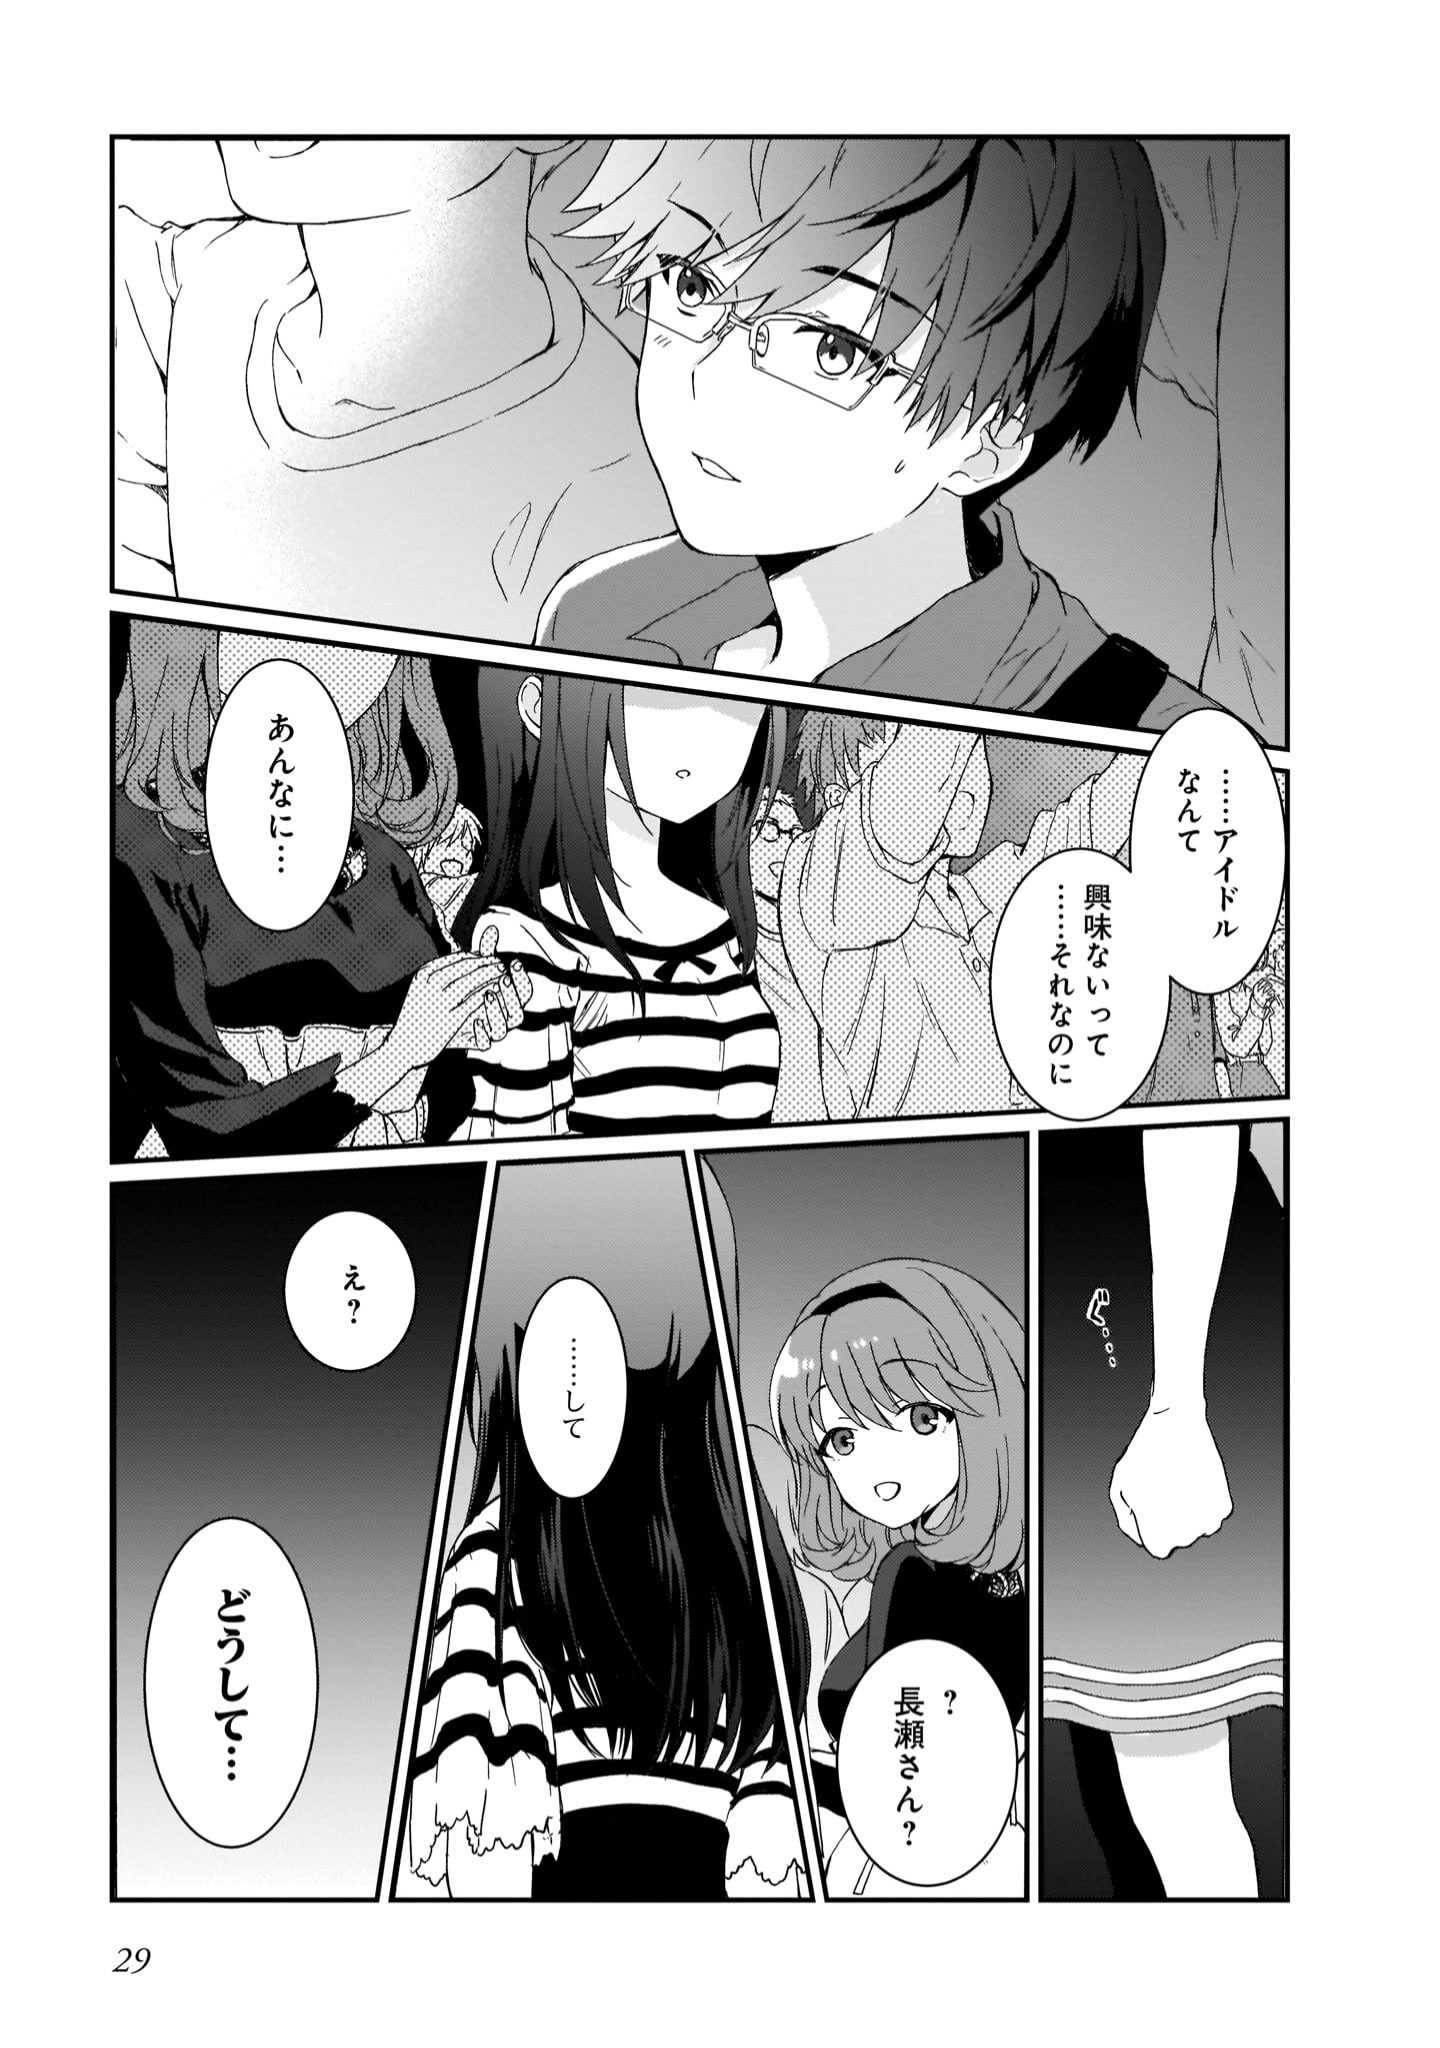 ……アイドル
なんて
興味ないって
……それなのに
あんなに…
ぐ…
?
長瀬さん?
……して
え?
どうして…
29